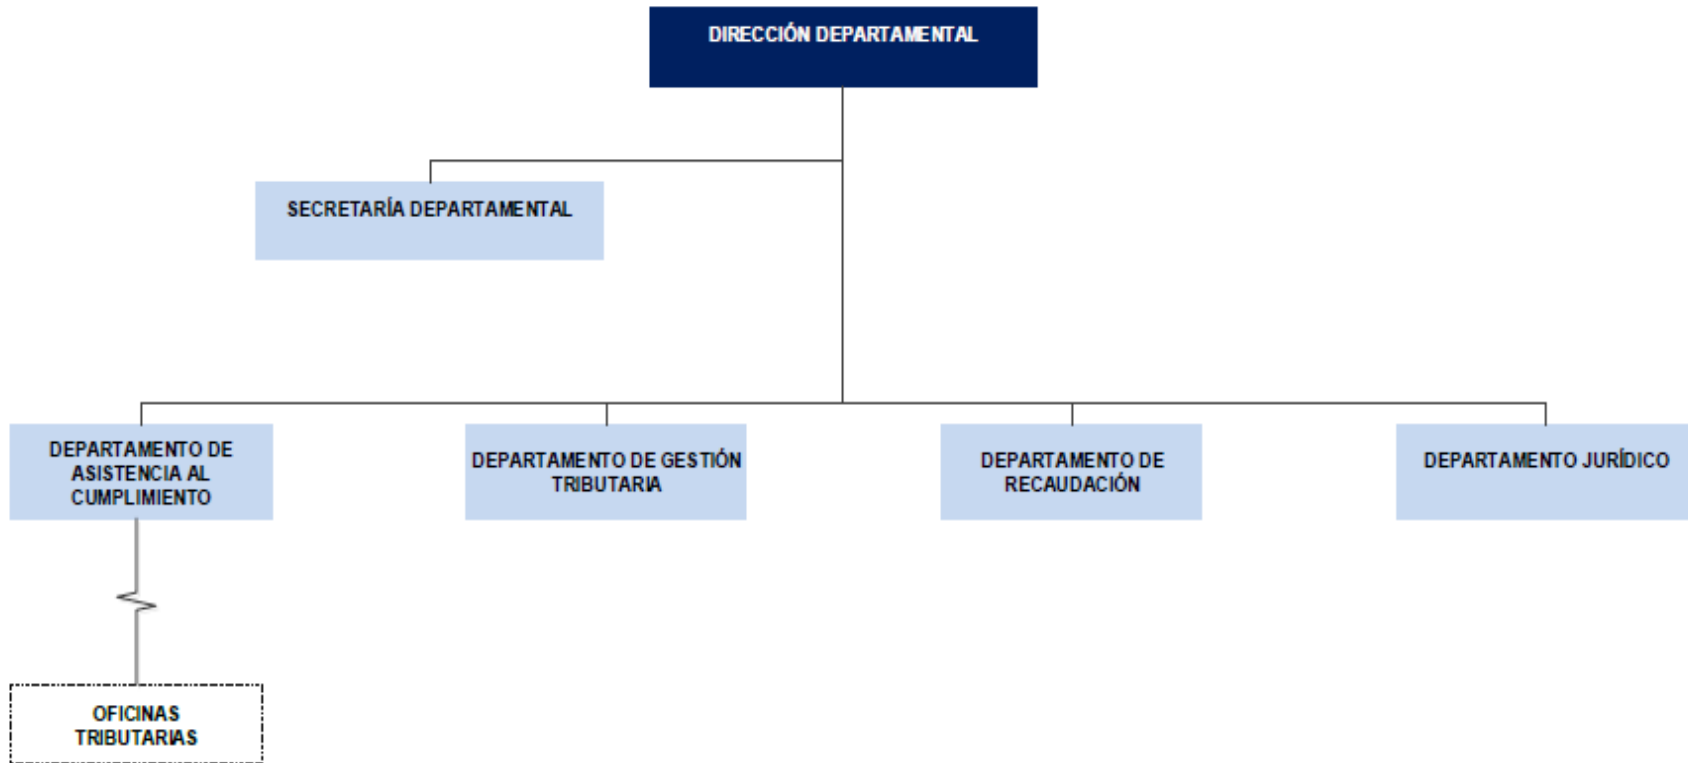 DIRECCIÓN DEPARTAMENTAL
SECRETARÍA DEPARTAMENTAL
DEPARTAMENTO DE
ASISTENCIA AL
CUMPLIMIENTO
DEPARTAMENTO DE GESTIÓN
TRIBUTARIA
DEPARTAMENTO DE
RECAUDACIÓN
DEPARTAMENTO JURÍDICO
OFICINAS
TRIBUTARIAS